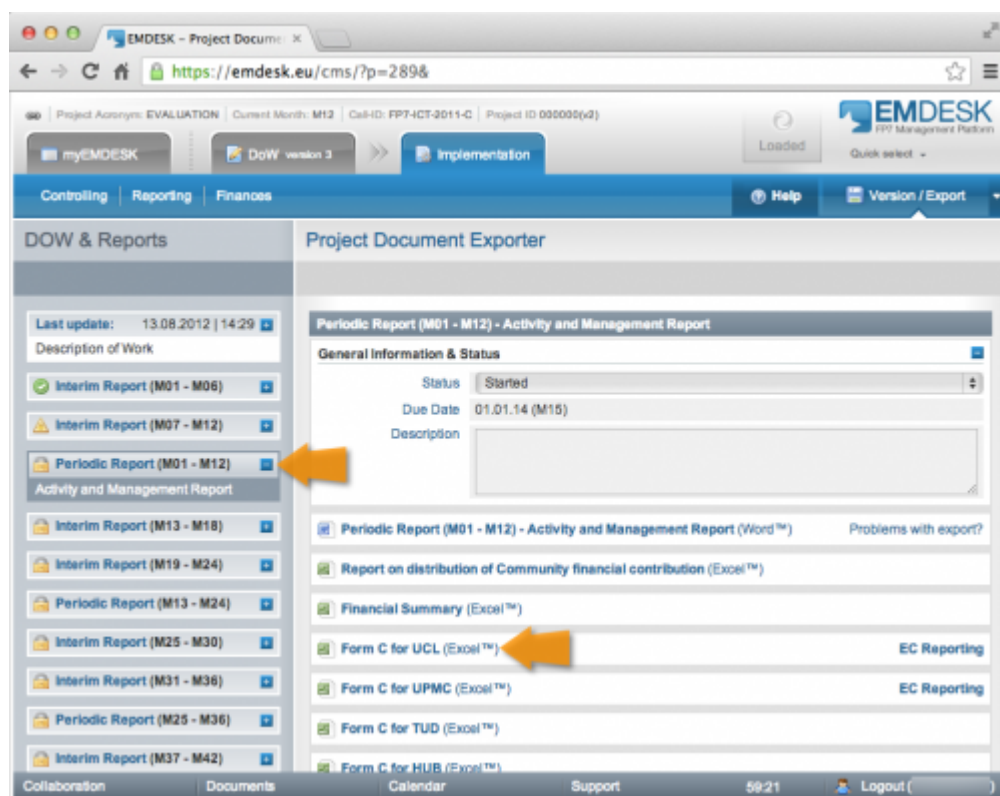 EMDESK – Project Docume
https://emdesk.eu/cms/?p=289&
Project Acronym: EVALUATION | Current Month: M12 | Call-ID: FP7-ICT-2011-C | Project ID 000000(v2)
EMDESK
FP7 Management Platform
myEMDESK
DoW version 3
Implementation
Loaded
Quick select
Controlling | Reporting | Finances
Help
Version / Export
DOW & Reports
Project Document Exporter
Last update: 13.08.2012 | 14:29
Description of Work
Interim Report (M01 - M06)
Interim Report (M07 - M12)
Periodic Report (M01 - M12)
Activity and Management Report
Interim Report (M13 - M18)
Interim Report (M19 - M24)
Periodic Report (M13 - M24)
Interim Report (M25 - M30)
Interim Report (M31 - M36)
Periodic Report (M25 - M36)
Interim Report (M37 - M42)
Periodic Report (M01 - M12) - Activity and Management Report
General Information & Status
Status Started
Due Date 01.01.14 (M15)
Description
Periodic Report (M01 - M12) - Activity and Management Report (Word™) Problems with export?
Report on distribution of Community financial contribution (Excel™)
Financial Summary (Excel™)
Form C for UCL (Excel™) EC Reporting
Form C for UPMC (Excel™) EC Reporting
Form C for TUD (Excel™)
Form C for HUB (Excel™)
Collaboration Documents Calendar Support 59:21 Logout ( )